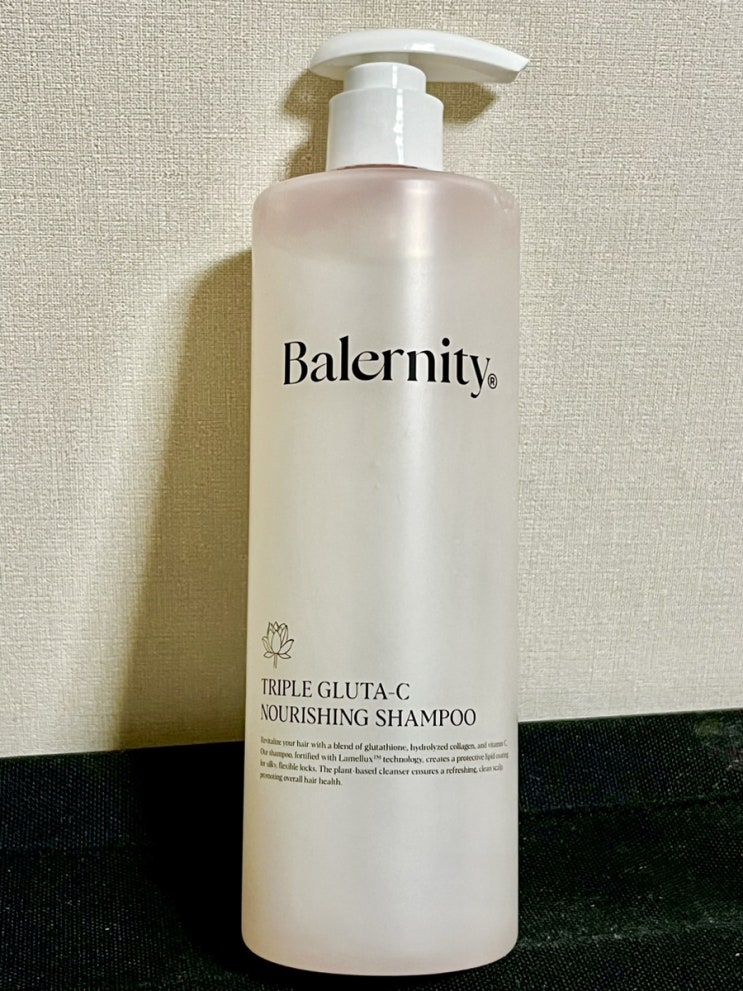 Balernity®
TRIPLE GLUTA-C
NOURISHING SHAMPOO
Revitalize your hair with a blend of glutathione, hydrolyzed collagen, and vitamin C.
Our shampoo, fortified with Lamellux™ technology, creates a protective lipid coating
for silky, flexible locks. The plant-based cleanser ensures a refreshing, clean scalp,
promoting overall hair health.